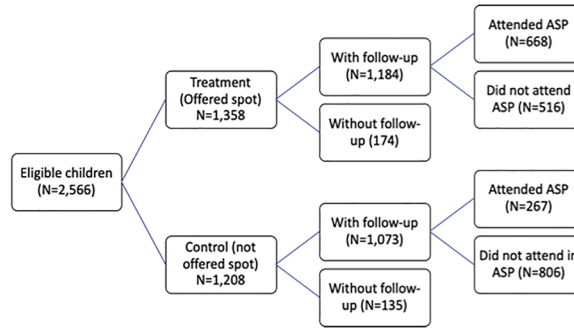 Eligible children
(N=2,566)
Treatment
(Offered spot)
N=1,358
With follow-up
(N=1,184)
Attended ASP
(N=668)
Did not attend
ASP (N=516)
Without follow-
up (174)
Control (not
offered spot)
N=1,208
With follow-up
(N=1,073)
Attended ASP
(N=267)
Did not attend in
ASP (N=806)
Without follow-
up (N=135)